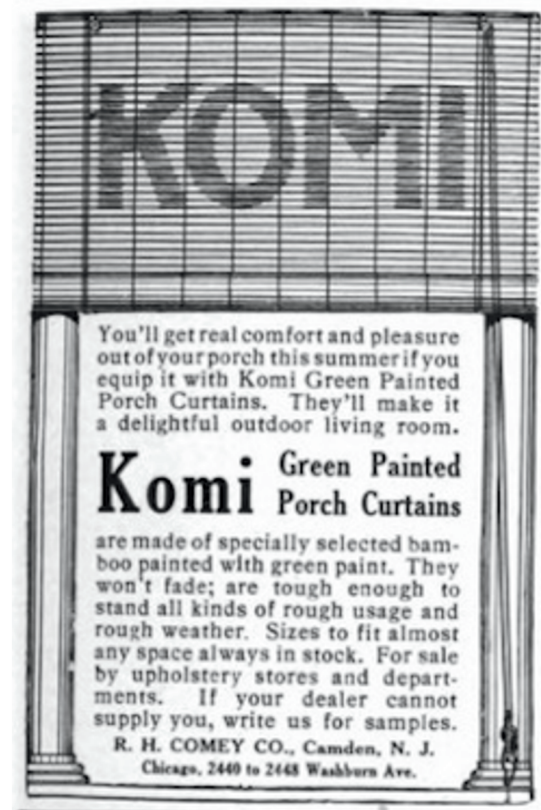 KOMI
You'll get real comfort and pleasure
out of your porch this summer if you
equip it with Komi Green Painted
Porch Curtains. They'll make it
a delightful outdoor living room.
Komi Green Painted
Porch Curtains
are made of specially selected bam-
boo painted with green paint. They
won't fade; are tough enough to
stand all kinds of rough usage and
rough weather. Sizes to fit almost
any space always in stock. For sale
by upholstery stores and depart-
ments. If your dealer cannot
supply you, write us for samples.
R. H. COMEY CO., Camden, N. J.
Chicago, 2440 to 2448 Washburn Ave.